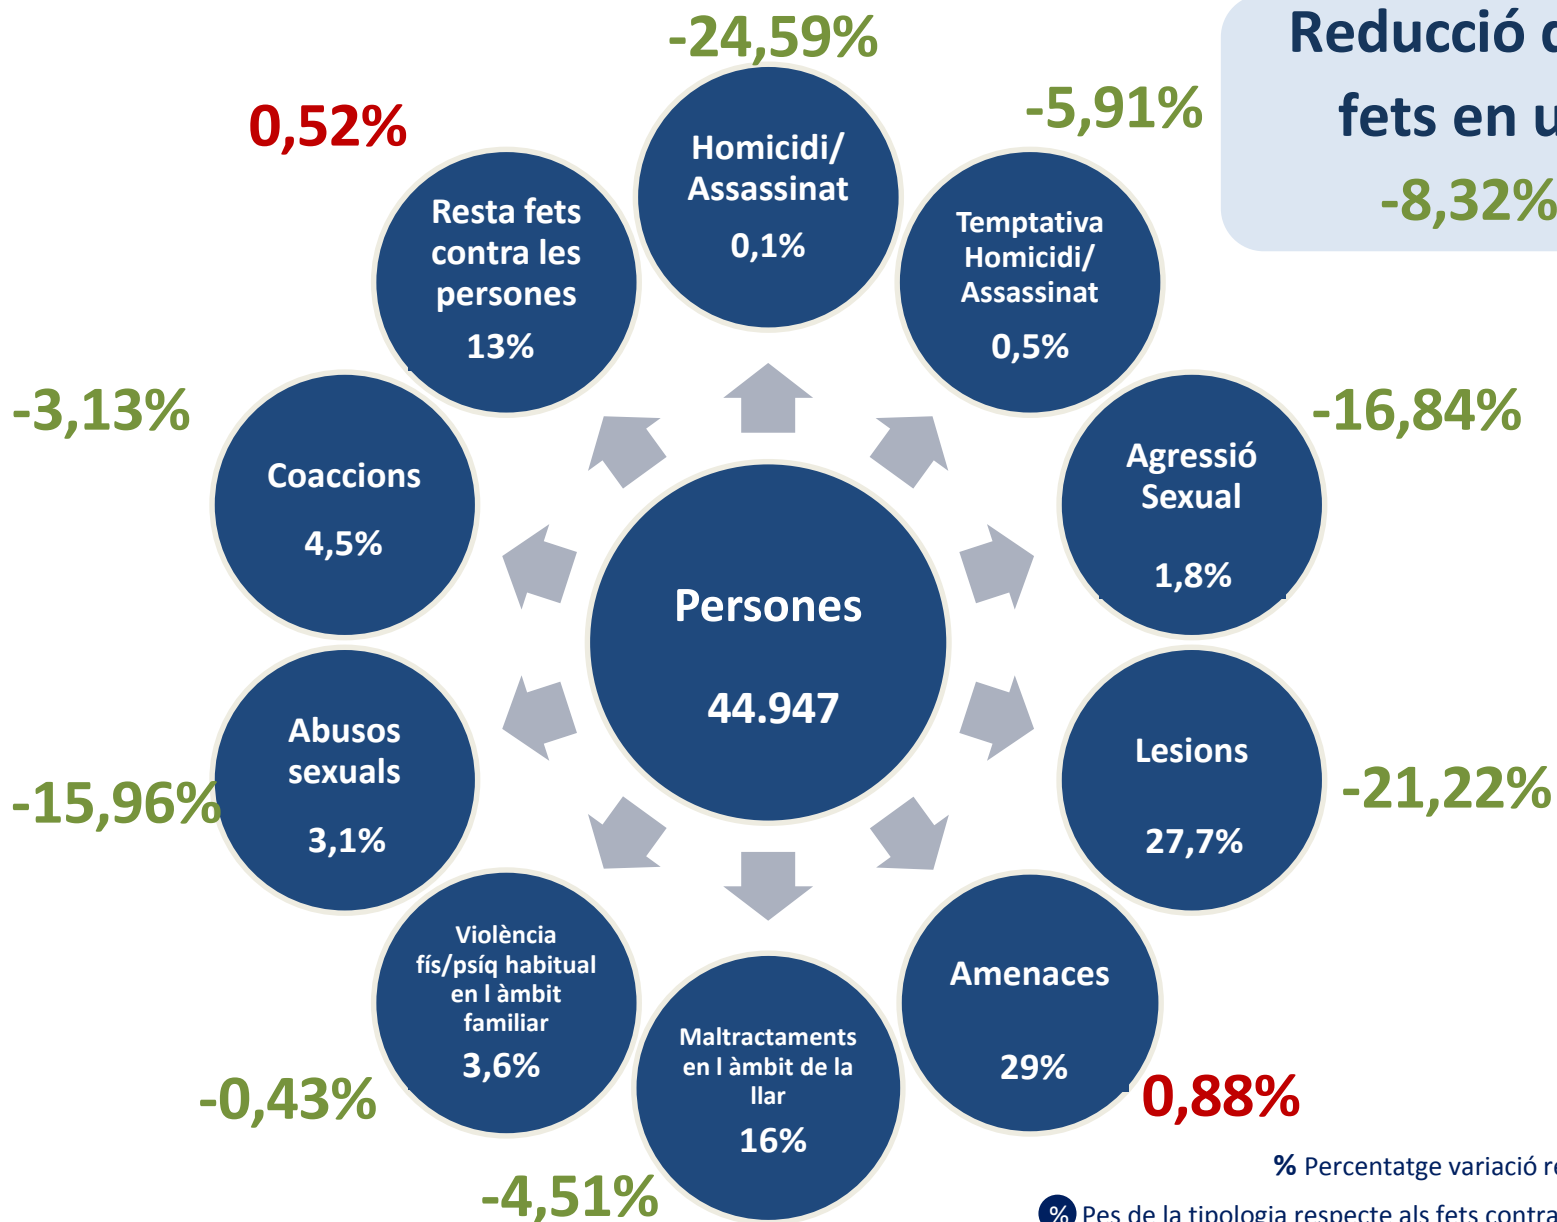 -24,59%
Reducció d
fets en u
-8,32%
0,52%
-5,91%
Homicidi/
Assassinat
0,1%
Resta fets
contra les
persones
13%
Temptativa
Homicidi/
Assassinat
0,5%
-3,13%
-16,84%
Coaccions
4,5%
Agressió
Sexual
1,8%
Persones
44.947
Abusos
sexuals
3,1%
-15,96%
Lesions
27,7%
-21,22%
Violència
fís/psíq habitual
en l àmbit
familiar
3,6%
-0,43%
Maltractaments
en l àmbit de la
llar
16%
-4,51%
Amenaces
29%
0,88%
% Percentatge variació re
% Pes de la tipologia respecte als fets contra